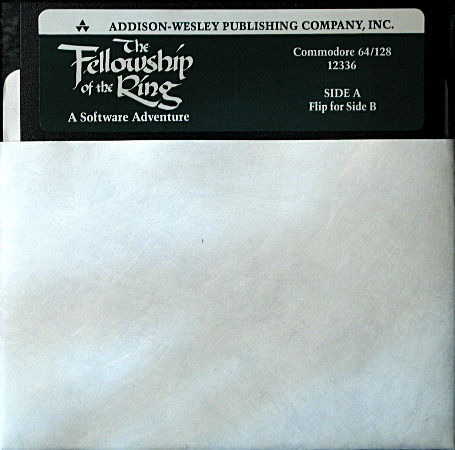 ADDISON-WESLEY PUBLISHING COMPANY, INC.
The
Fellowship
of the Ring
A Software Adventure
Commodore 64/128
12336
SIDE A
Flip for Side B